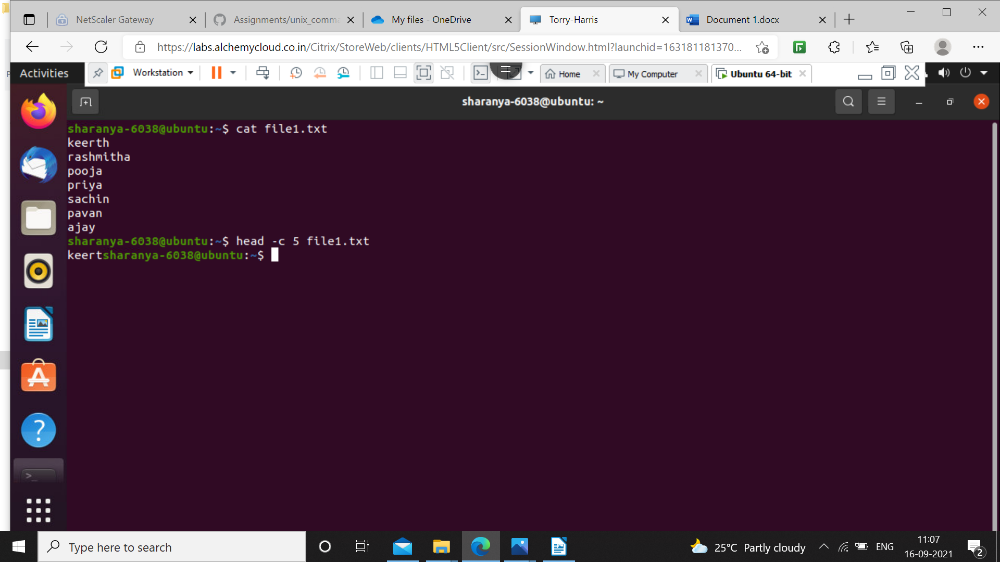 NetScaler Gateway
Assignments/unix_comma
My files - OneDrive
Torry-Harris
Document 1.docx
https://labs.alchemycloud.co.in/Citrix/StoreWeb/clients/HTML5Client/src/SessionWindow.html?launchid=163181181370...
Activities
Workstation
Home
My Computer
Ubuntu 64-bit
sharanya-6038@ubuntu: ~
sharanya-6038@ubuntu:~$ cat file1.txt
keerth
rashmitha
pooja
priya
sachin
pavan
ajay
sharanya-6038@ubuntu:~$ head -c 5 file1.txt
keertsharanya-6038@ubuntu:~$
Type here to search
25°C Partly cloudy
ENG
11:07
16-09-2021
2